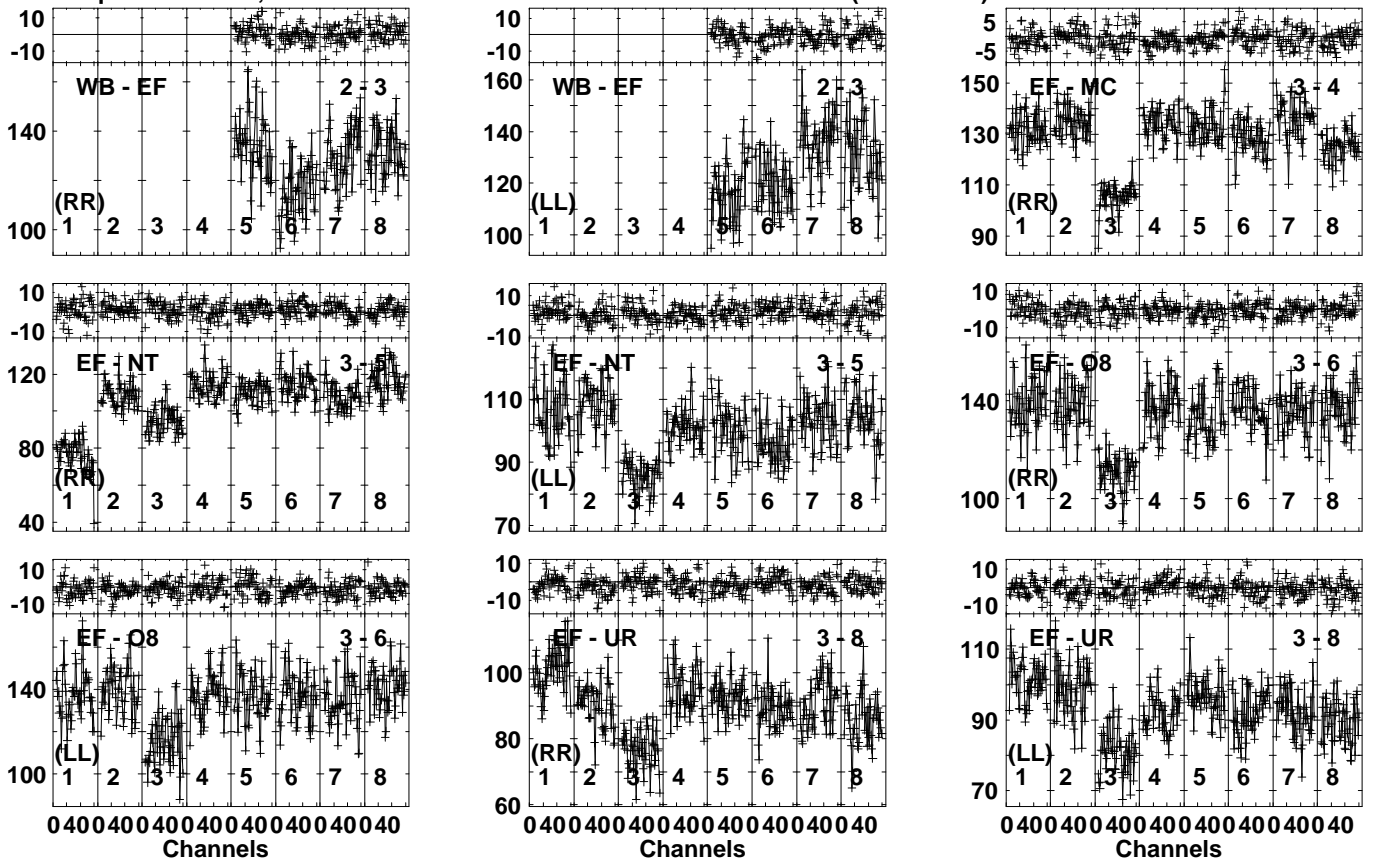 10 10 5
-10 -10 -5
WB - EF 2 - 3 WB - EF 2 - 3 EF - MC 3 - 4
160 150
140 140 130
120 110
(RR) (LL) (RR)
100 1 2 3 4 5 6 7 8 100 1 2 3 4 5 6 7 8 90 1 2 3 4 5 6 7 8
10 10 10
-10 -10 -10
EF - NT 3 - 5 EF - NT 3 - 5 EF - O8 3 - 6
120 110 140
80 90
(RR) (LL) (RR)
1 2 3 4 5 6 7 8 1 2 3 4 5 6 7 8 100 1 2 3 4 5 6 7 8
40 70
10 10 10
-10 -10 -10
EF - O8 3 - 6 EF - UR 3 - 8 EF - UR 3 - 8
140 100 110
80 90
(LL) (RR) (LL)
100 1 2 3 4 5 6 7 8 1 2 3 4 5 6 7 8 70 1 2 3 4 5 6 7 8
60
0 40 0 40 0 40 0 40 0 40 0 40 0 40 0 40 0 40 0 40 0 40 0 40 0 40 0 40 0 40 0 40 0 40 0 40 0 40 0 40 0 40 0 40 0 40 0 40
Channels Channels Channels